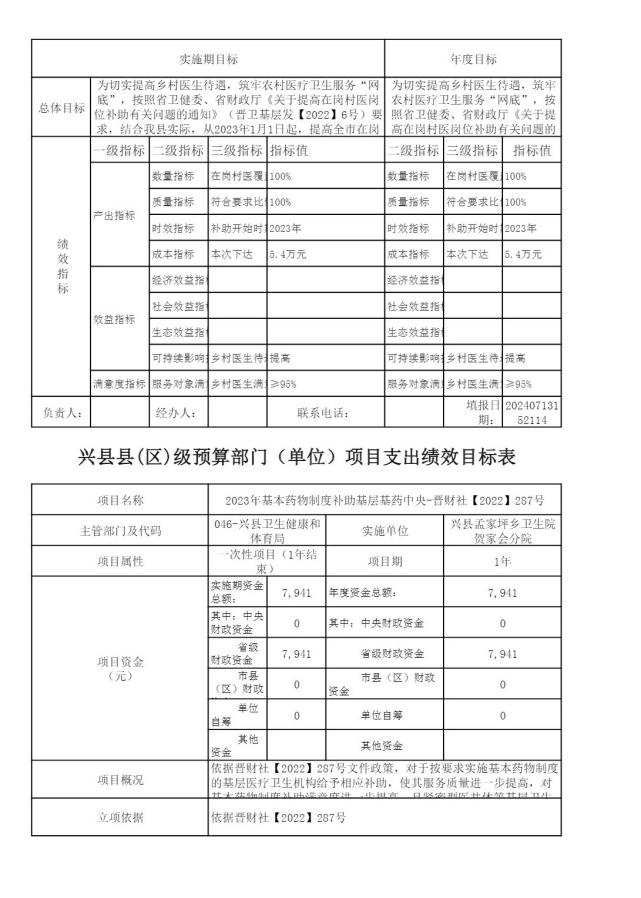 实施期目标 年度目标
总体目标
为切实提高乡村医生待遇，筑牢农村医疗卫生服务“网
底”，按照省卫健委、省财政厅《关于提高在岗村医岗
位补助有关问题的通知》（晋卫基层发【2022】6号）要
求，结合我县实际，从2023年1月1日起，提高全市在岗
为切实提高乡村医生待遇，筑牢
农村医疗卫生服务“网底”，按
照省卫健委、省财政厅《关于提
高在岗村医岗位补助有关问题的
绩效指标
一级指标 二级指标 三级指标 指标值 二级指标 三级指标 指标值
产出指标
数量指标 在岗村医覆 100% 数量指标 在岗村医覆 100%
质量指标 符合要求比 100% 质量指标 符合要求比 100%
时效指标 补助开始时 2023年 时效指标 补助开始时 2023年
成本指标 本次下达 5.4万元 成本指标 本次下达 5.4万元
效益指标
经济效益指 经济效益指
社会效益指 社会效益指
生态效益指 生态效益指
可持续影响 乡村医生待 提高 可持续影响 乡村医生待 提高
满意度指标 服务对象满 乡村医生满 ≥95% 服务对象满 乡村医生满 ≥95%
负责人： 经办人： 联系电话： 填报日期： 20240713152114
兴县县(区)级预算部门（单位）项目支出绩效目标表
项目名称 2023年基本药物制度补助基层基药中央-晋财社【2022】287号
主管部门及代码 046-兴县卫生健康和体育局 实施单位 兴县孟家坪乡卫生院贺家会分院
项目属性 一次性项目（1年结束） 项目期 1年
项目资金（元）
实施期资金总额： 7,941 年度资金总额： 7,941
其中：中央财政资金 0 其中：中央财政资金 0
省级财政资金 7,941 省级财政资金 7,941
市县（区）财政 0 市县（区）财政资金 0
单位自筹 0 单位自筹 0
其他资金 其他资金
项目概况
依据晋财社【2022】287号文件政策，对于按要求实施基本药物制度
的基层医疗卫生机构给予相应补助，使其服务质量进一步提高，对
立项依据 依据晋财社【2022】287号